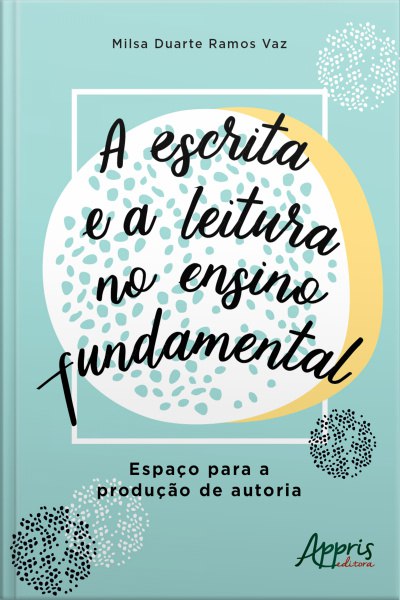 Milsa Duarte Ramos Vaz
A escrita
e a leitura
no ensino
fundamental
Espaço para a
produção de autoria
Appris
editora